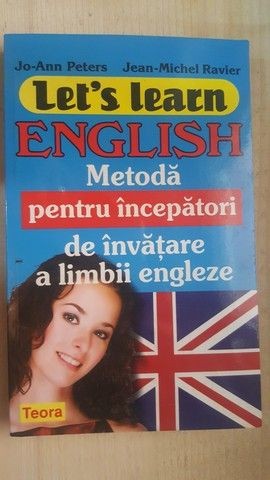 Jo-Ann Peters Jean-Michel Ravier
Let's learn
ENGLISH
Metodă
pentru începători
de învățare
a limbii engleze
Teora